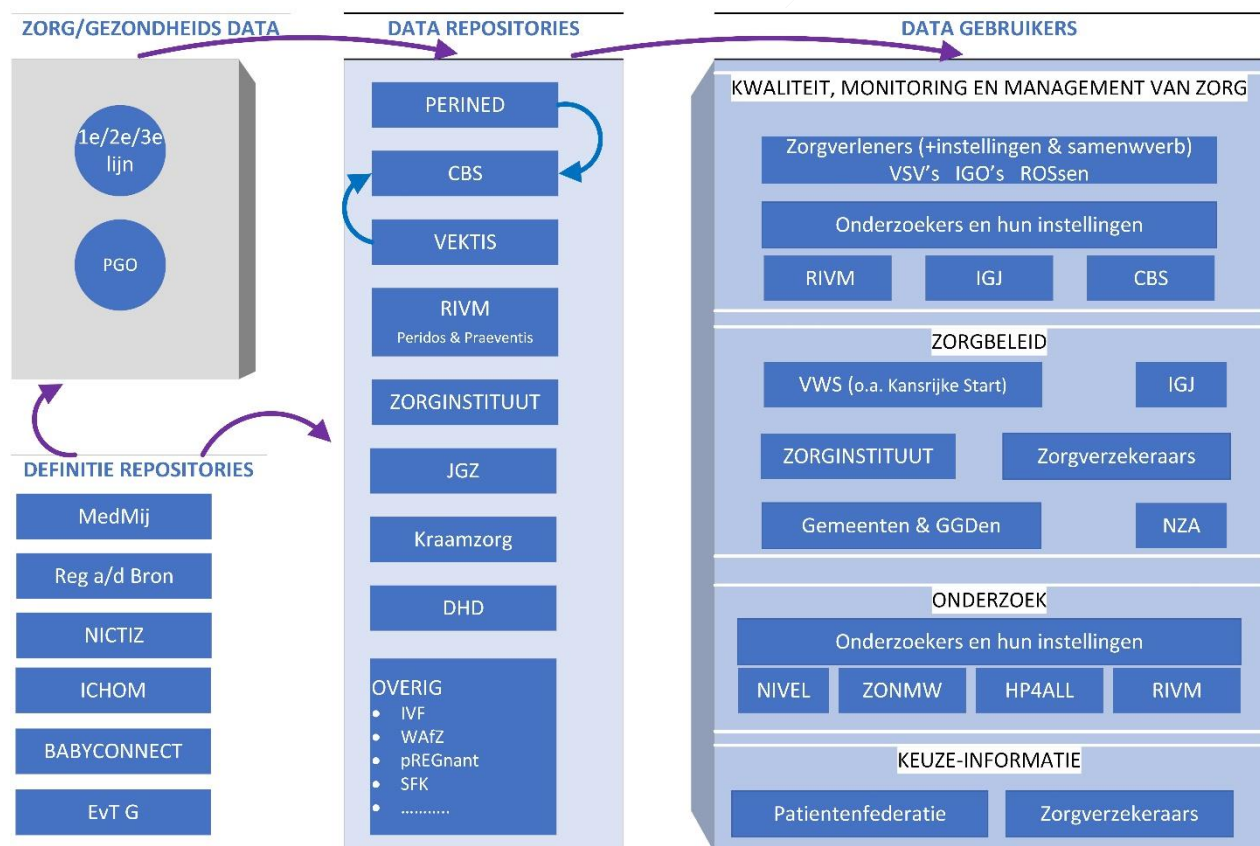 ZORG/GEZONDHEIDS DATA
1e/2e/3e
lijn
PGO
DEFINITIE REPOSITORIES
MedMij
Reg a/d Bron
NICTIZ
ICHOM
BABYCONNECT
EvT G
DATA REPOSITORIES
PERINED
CBS
VEKTIS
RIVM
Peridos & Praeventis
ZORGINSTITUUT
JGZ
Kraamzorg
DHD
OVERIG
• IVF
• WAfZ
• pREGnant
• SFK
• ...........
DATA GEBRUIKERS
KWALITEIT, MONITORING EN MANAGEMENT VAN ZORG
Zorgverleners (+instellingen & samenwverb)
VSV's IGO's ROSsen
Onderzoekers en hun instellingen
RIVM IGJ CBS
ZORGBELEID
VWS (o.a. Kansrijke Start) IGJ
ZORGINSTITUUT Zorgverzekeraars
Gemeenten & GGDen NZA
ONDERZOEK
Onderzoekers en hun instellingen
NIVEL ZONMW HP4ALL RIVM
KEUZE-INFORMATIE
Patientenfederatie Zorgverzekeraars